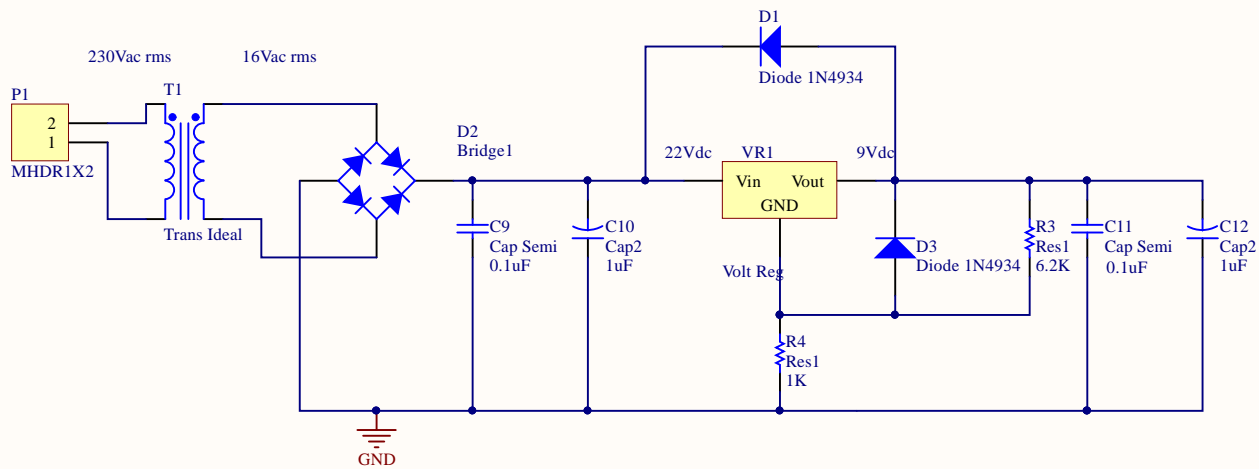 230Vac rms
16Vac rms
P1
2
1
MHDR1X2
T1
Trans Ideal
D2
Bridge1
C9
Cap Semi
0.1uF
C10
Cap2
1uF
D1
Diode 1N4934
22Vdc
VR1
9Vdc
Vin
Vout
GND
Volt Reg
D3
Diode 1N4934
R3
Res1
6.2K
C11
Cap Semi
0.1uF
C12
Cap2
1uF
R4
Res1
1K
GND